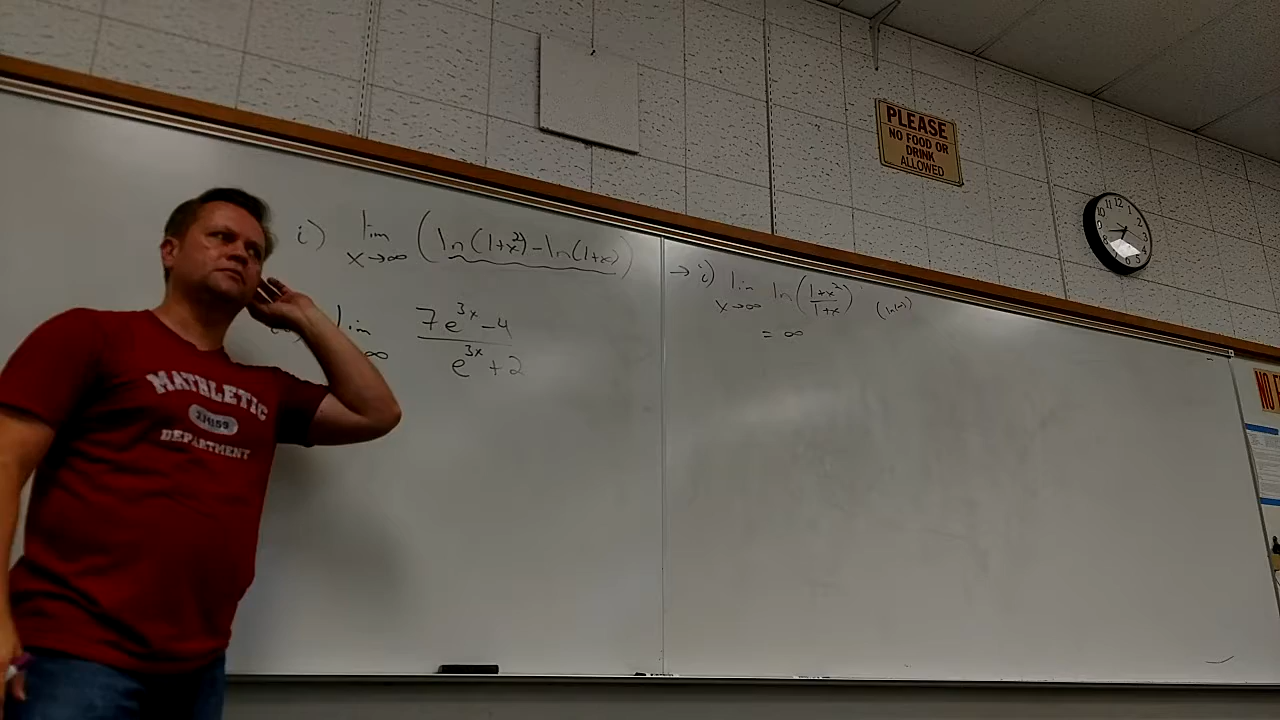 PLEASE
NO FOOD OR
DRINK
ALLOWED
i) lim x→∞ (ln(1+x²)-ln(1+x))
lim ∞ 7e^{3x}-4 / e^{3x}+2
→ i) lim x→∞ ln(1+x²/1+x)
= ∞
MATHLETIC
DEPARTMENT
NO